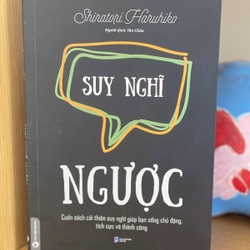 Shiratori Haruhiko
Người dịch: Yên Châu
SUY NGHĨ
NGƯỢC
Cuốn sách cải thiện suy nghĩ giúp bạn sống chủ động,
tích cực và thành công